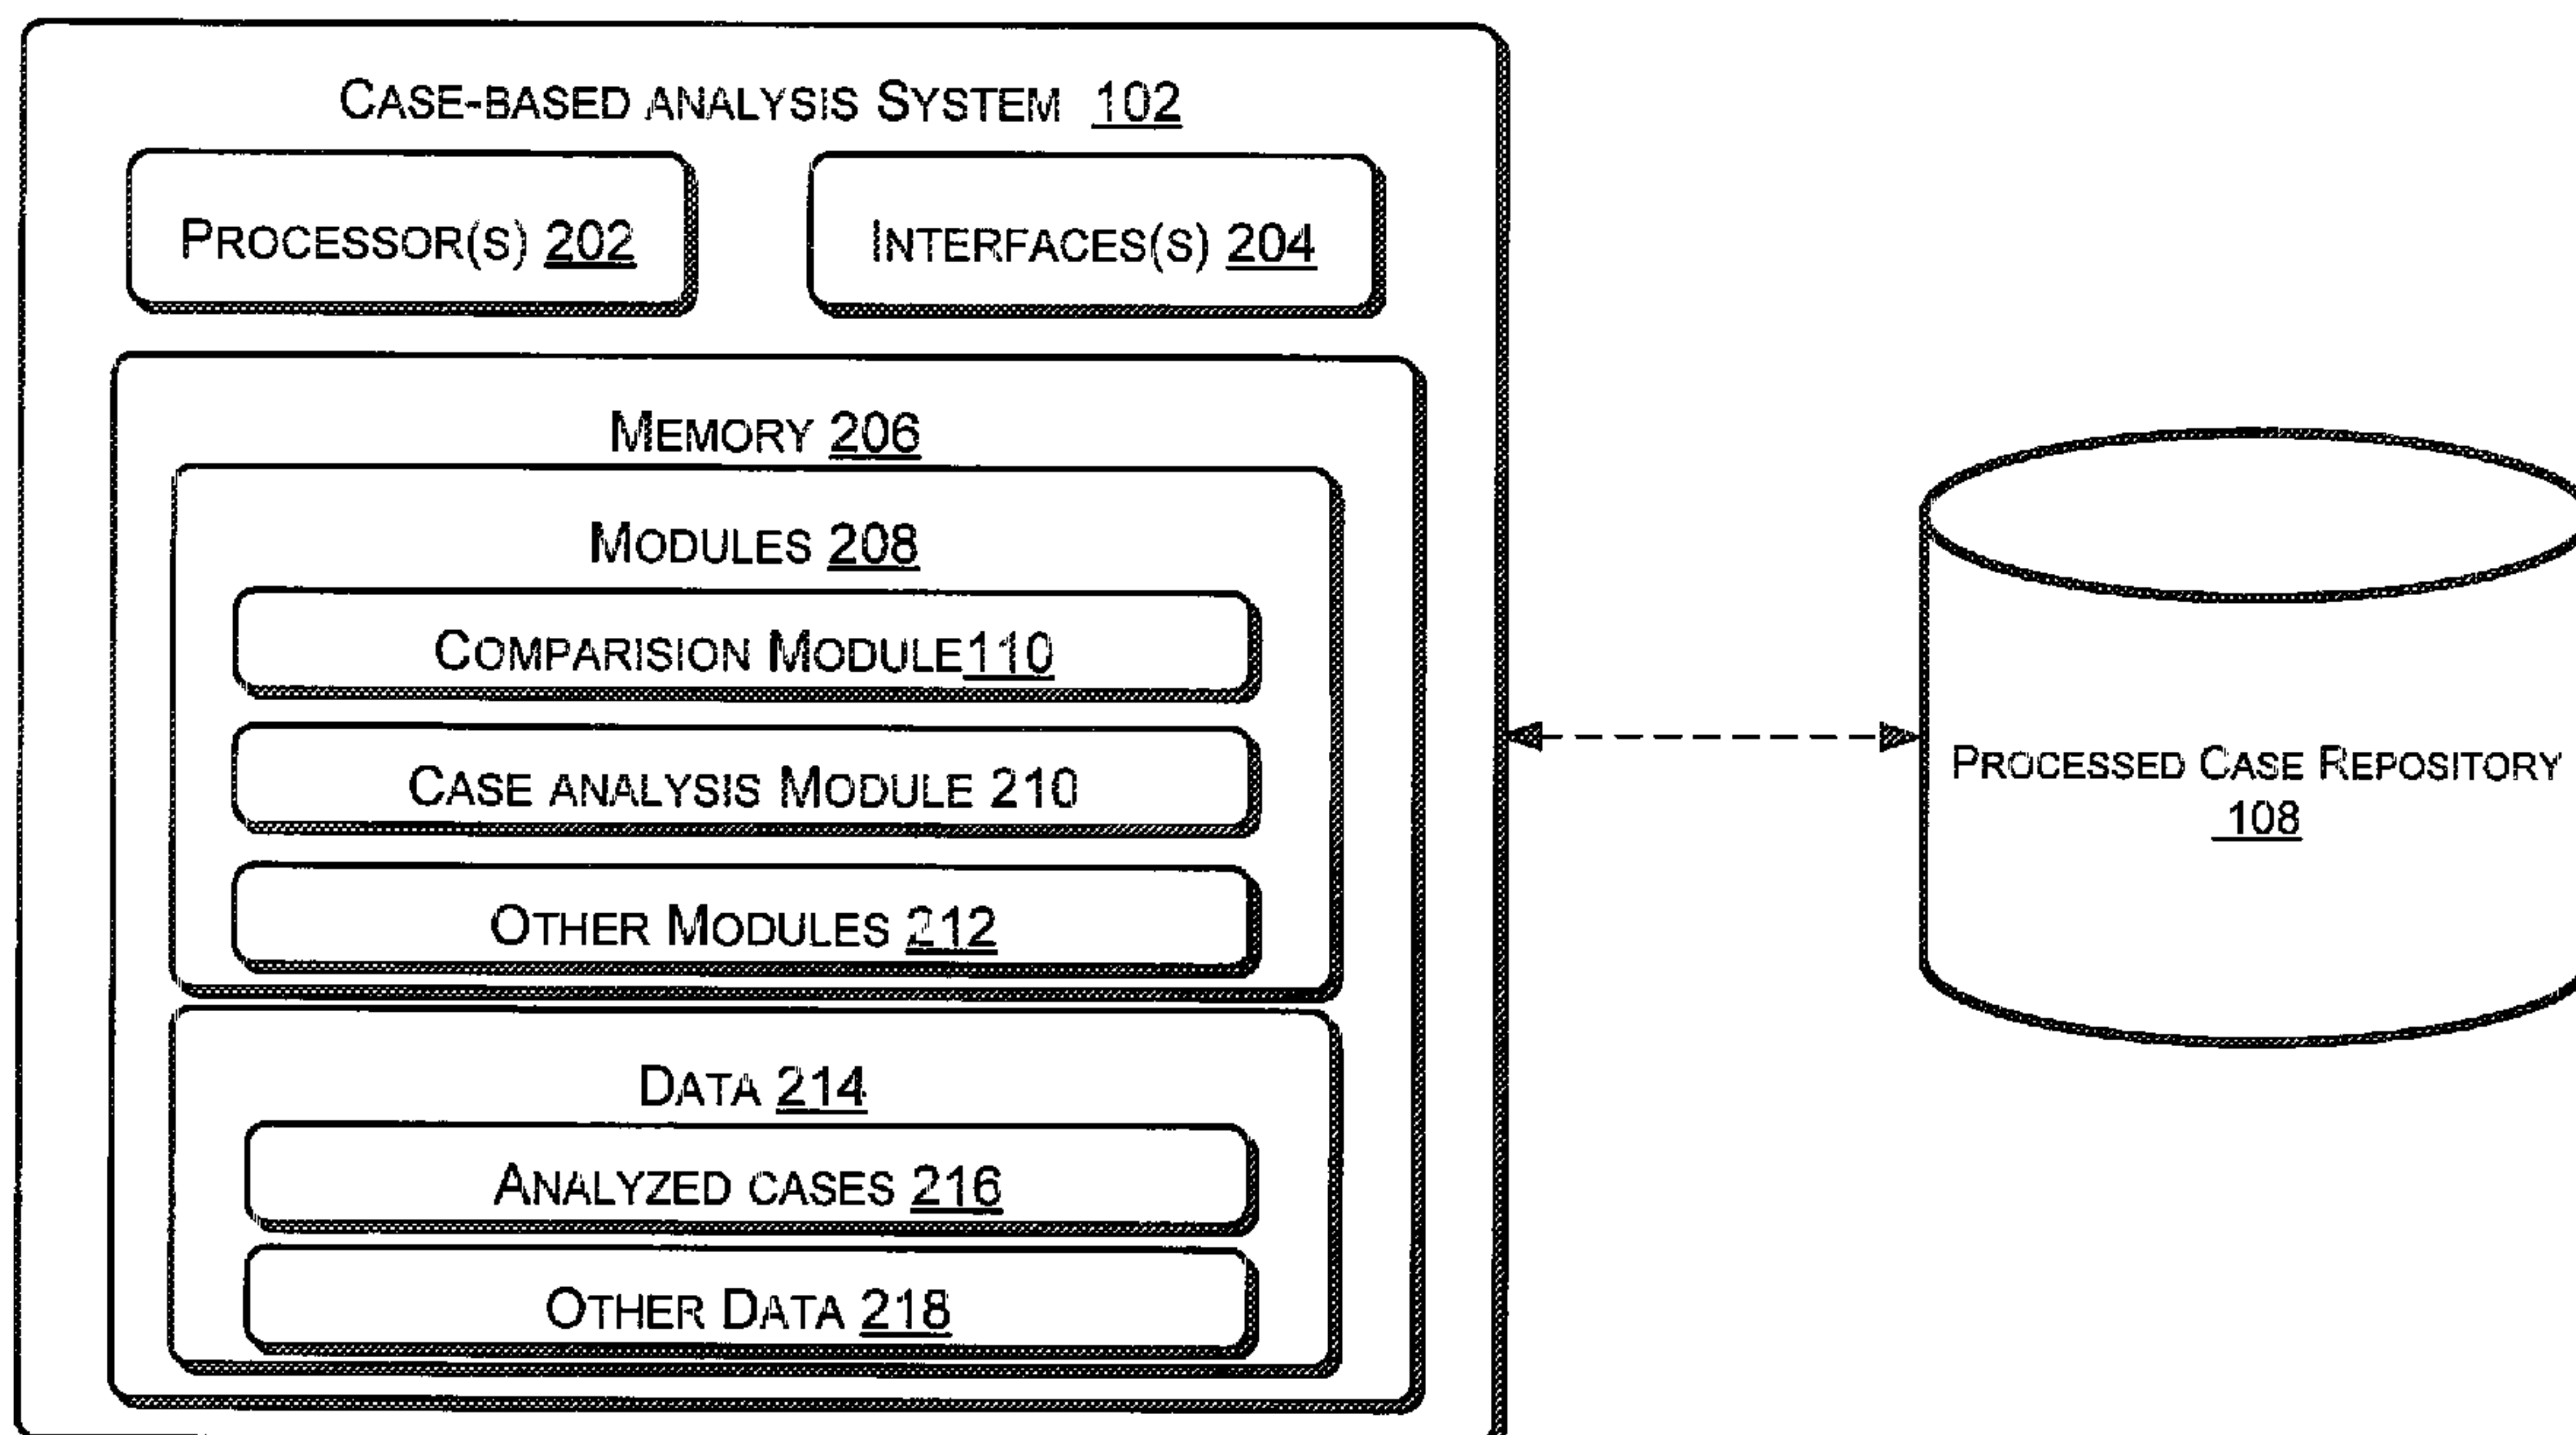 CASE-BASED ANALYSIS SYSTEM 102
PROCESSOR(S) 202
INTERFACES(S) 204
MEMORY 206
MODULES 208
COMPARISION MODULE110
CASE ANALYSIS MODULE 210
OTHER MODULES 212
DATA 214
ANALYZED CASES 216
OTHER DATA 218
PROCESSED CASE REPOSITORY
108